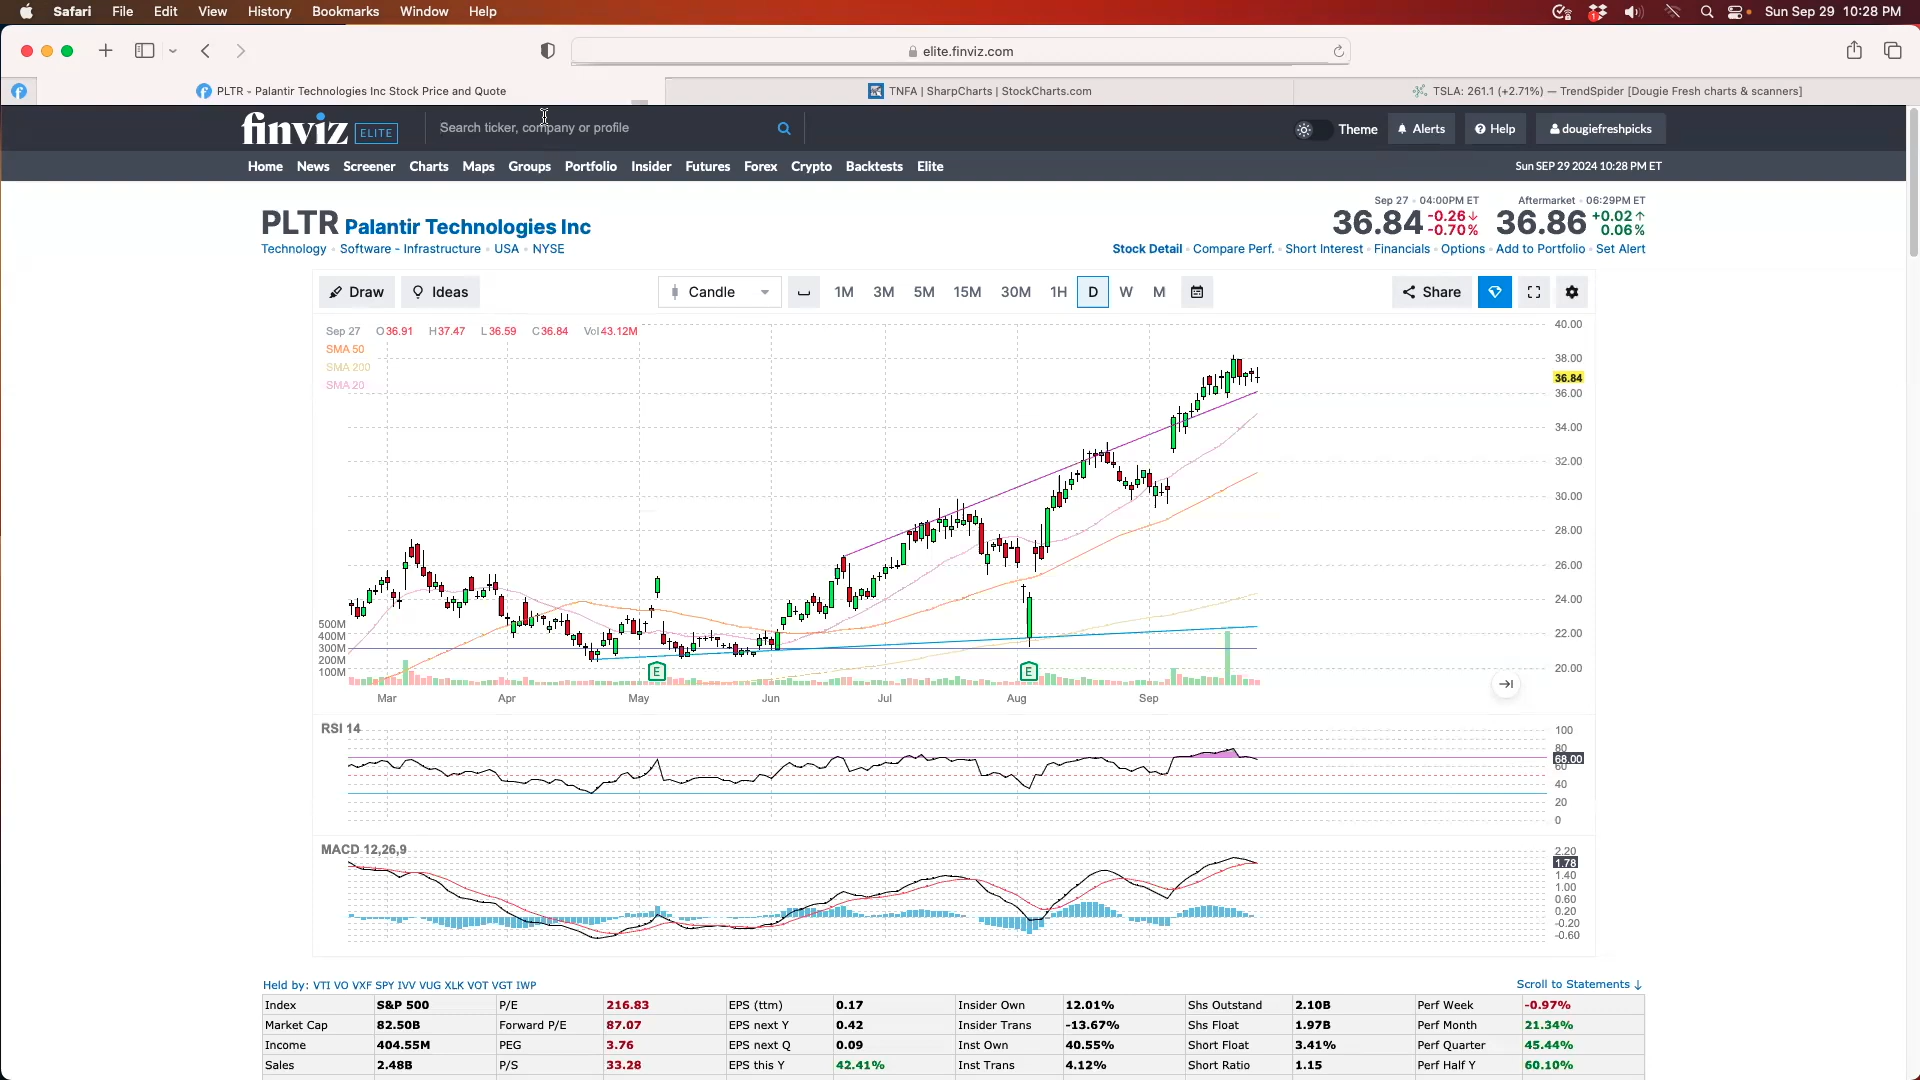 Safari File Edit View History Bookmarks Window Help Sun Sep 29 10:28 PM
elite.finviz.com
PLTR - Palantir Technologies Inc Stock Price and Quote TNFA | SharpCharts | StockCharts.com TSLA: 261.1 (+2.71%) — TrendSpider [Dougie Fresh charts & scanners]
finviz ELITE Search ticker, company or profile Theme Alerts Help dougiefreshpicks
Home News Screener Charts Maps Groups Portfolio Insider Futures Forex Crypto Backtests Elite Sun SEP 29 2024 10:28 PM ET
Sep 27 · 04:00PM ET Aftermarket · 06:29PM ET
PLTR Palantir Technologies Inc 36.84 -0.26↓ -0.70% 36.86 +0.02↑ 0.06%
Technology · Software - Infrastructure · USA · NYSE Stock Detail · Compare Perf. · Short Interest · Financials · Options · Add to Portfolio · Set Alert
Draw Ideas Candle 1M 3M 5M 15M 30M 1H D W M Share
Sep 27 O36.91 H37.47 L36.59 C36.84 Vol43.12M
SMA 50
SMA 200
SMA 20
40.00
38.00
36.84
36.00
34.00
32.00
30.00
28.00
26.00
24.00
22.00
20.00
500M
400M
300M
200M
100M
E E
Mar Apr May Jun Jul Aug Sep
RSI 14
100
80
68.00
60
40
20
0
MACD 12,26,9
2.20
1.78
1.40
1.00
0.60
0.20
-0.20
-0.60
Held by: VTI VO VXF SPY IVV VUG XLK VOT VGT IWP Scroll to Statements ↓
Index S&P 500 P/E 216.83 EPS (ttm) 0.17 Insider Own 12.01% Shs Outstand 2.10B Perf Week -0.97%
Market Cap 82.50B Forward P/E 87.07 EPS next Y 0.42 Insider Trans -13.67% Shs Float 1.97B Perf Month 21.34%
Income 404.55M PEG 3.76 EPS next Q 0.09 Inst Own 40.55% Short Float 3.41% Perf Quarter 45.44%
Sales 2.48B P/S 33.28 EPS this Y 42.41% Inst Trans 4.12% Short Ratio 1.15 Perf Half Y 60.10%